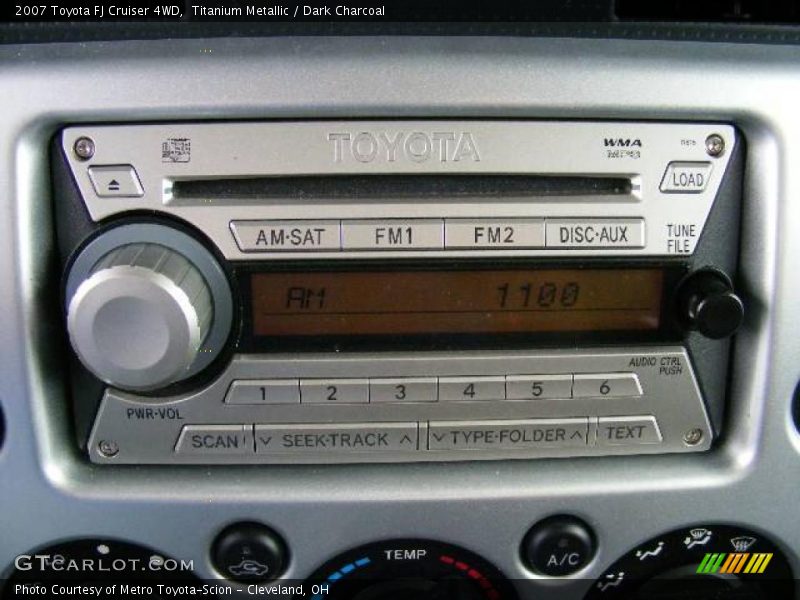 2007 Toyota FJ Cruiser 4WD, Titanium Metallic / Dark Charcoal
TOYOTA
WMA
MP3
LOAD
AM·SAT FM1 FM2 DISC·AUX
TUNE
FILE
AM 1100
AUDIO CTRL
PUSH
1 2 3 4 5 6
PWR·VOL
SCAN SEEK·TRACK TYPE·FOLDER TEXT
TEMP
A/C
GTCARLOT.COM
Photo Courtesy of Metro Toyota-Scion - Cleveland, OH